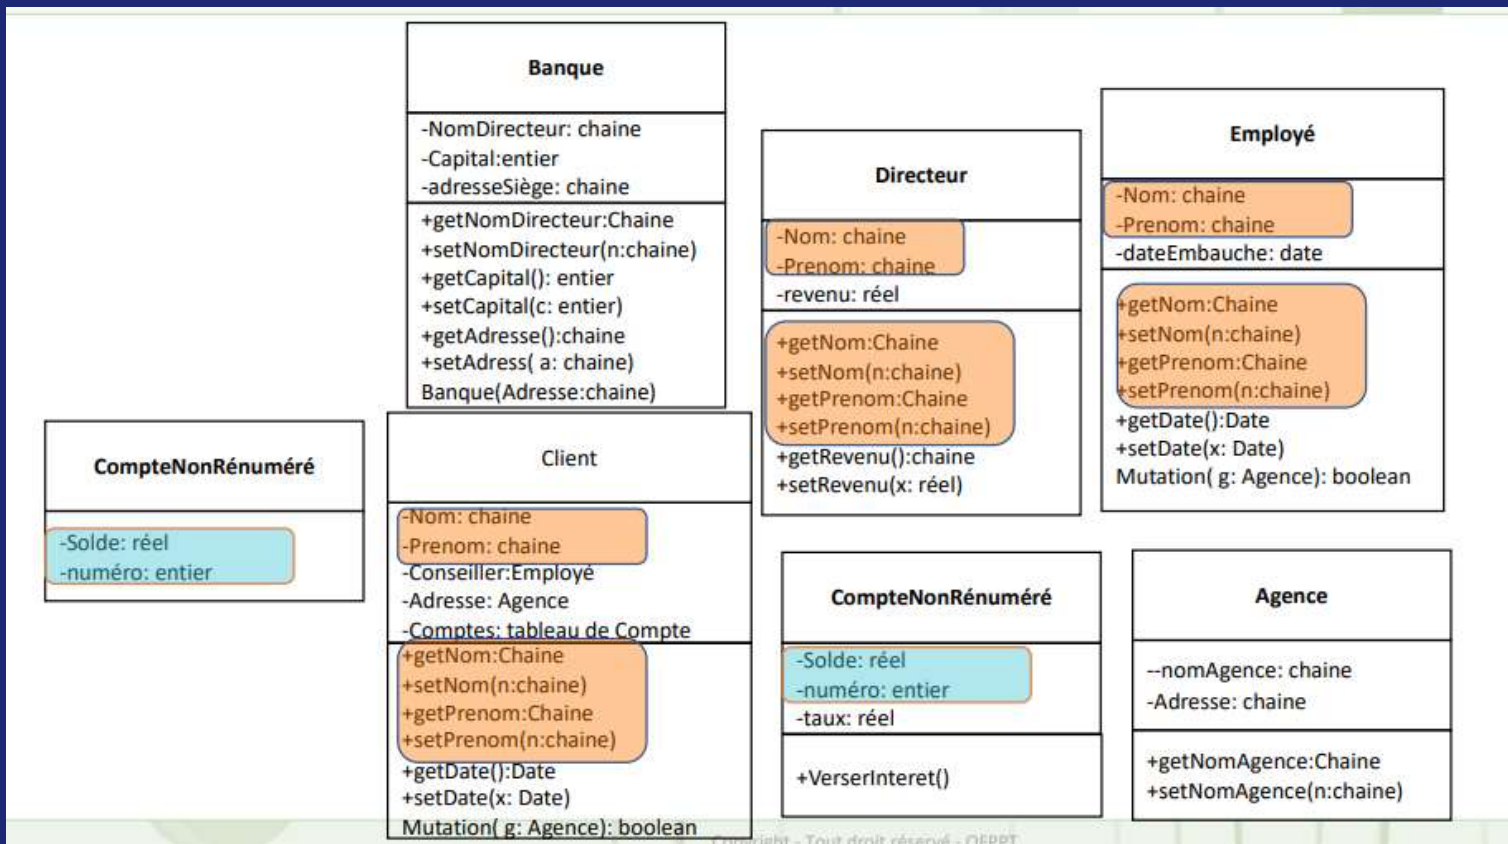 Banque
-NomDirecteur: chaine
-Capital:entier
-adresseSiège: chaine
+getNomDirecteur:Chaine
+setNomDirecteur(n:chaine)
+getCapital(): entier
+setCapital(c: entier)
+getAdresse():chaine
+setAdress( a: chaine)
Banque(Adresse:chaine)
Directeur
-Nom: chaine
-Prenom: chaine
-revenu: réel
+getNom:Chaine
+setNom(n:chaine)
+getPrenom:Chaine
+setPrenom(n:chaine)
+getRevenu():chaine
+setRevenu(x: réel)
Employé
-Nom: chaine
-Prenom: chaine
-dateEmbauche: date
+getNom:Chaine
+setNom(n:chaine)
+getPrenom:Chaine
+setPrenom(n:chaine)
+getDate():Date
+setDate(x: Date)
Mutation( g: Agence): boolean
CompteNonRénuméré
-Solde: réel
-numéro: entier
Client
-Nom: chaine
-Prenom: chaine
-Conseiller:Employé
-Adresse: Agence
-Comptes: tableau de Compte
+getNom:Chaine
+setNom(n:chaine)
+getPrenom:Chaine
+setPrenom(n:chaine)
+getDate():Date
+setDate(x: Date)
Mutation( g: Agence): boolean
CompteNonRénuméré
-Solde: réel
-numéro: entier
-taux: réel
+VerserInteret()
Agence
--nomAgence: chaine
-Adresse: chaine
+getNomAgence:Chaine
+setNomAgence(n:chaine)
Copyright - Tout droit réservé - OFPPT